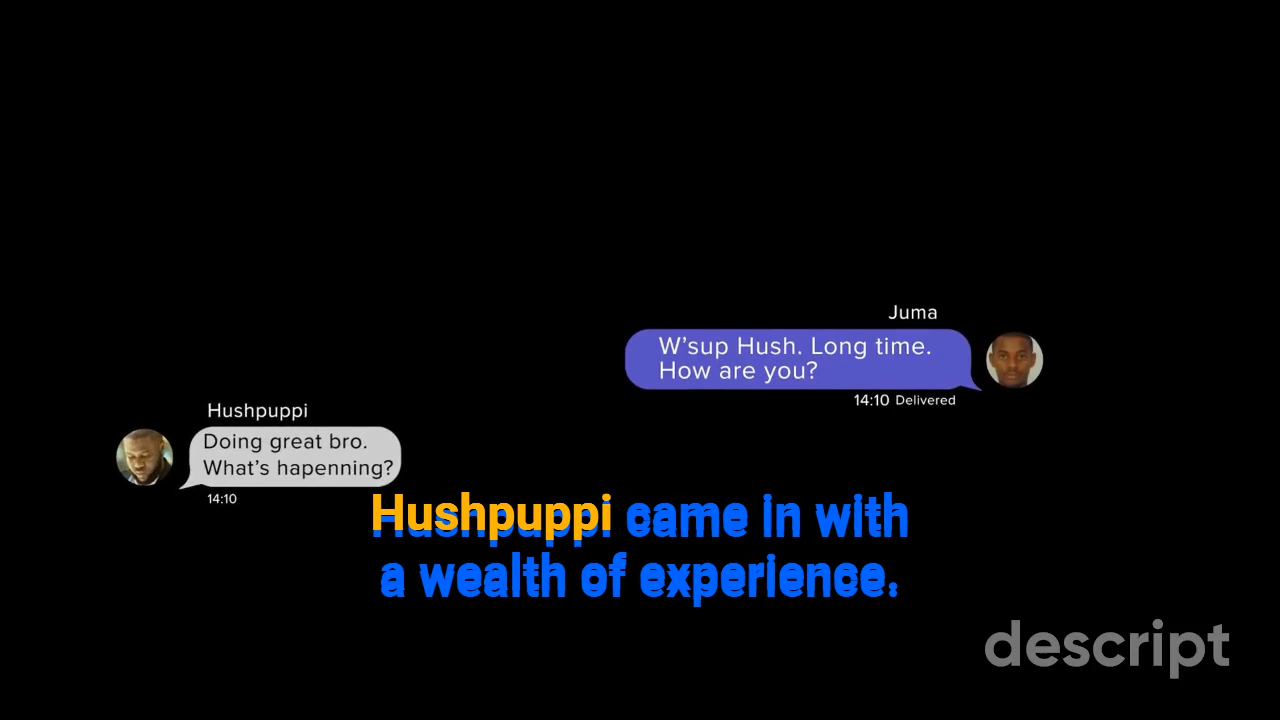 Juma
W’sup Hush. Long time.
How are you?
14:10 Delivered
Hushpuppi
Doing great bro.
What’s hapenning?
14:10
Hushpuppi came in with
a wealth of experience.
descript